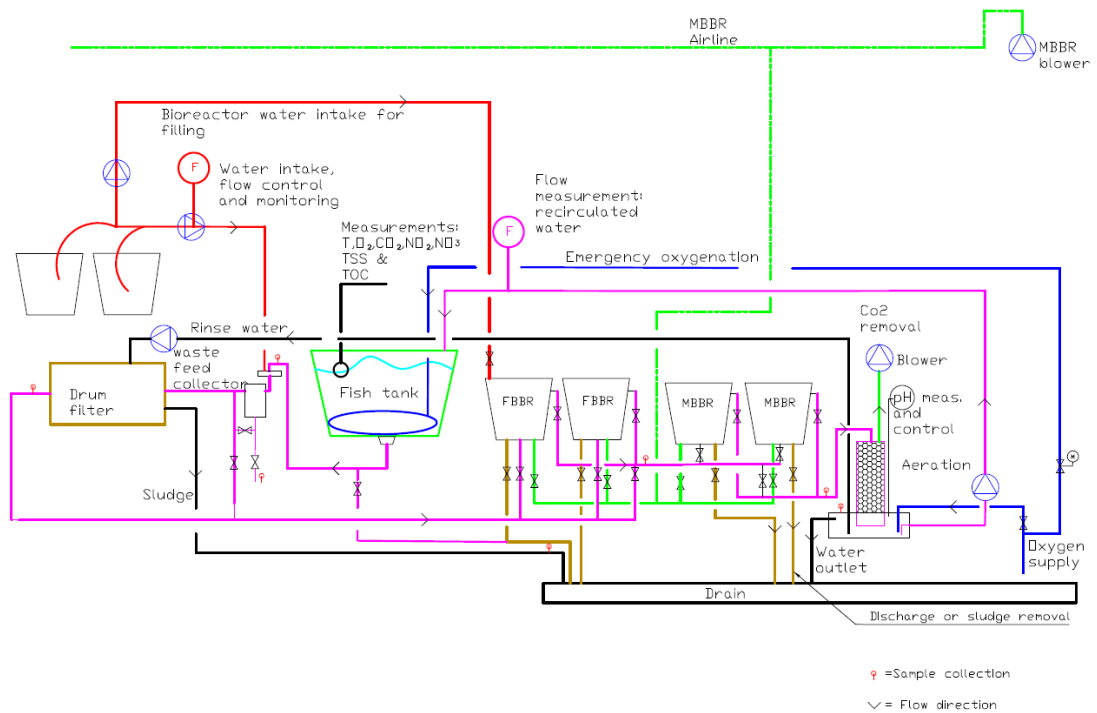 MBBR
Airline
MBBR
blower
Bioreactor water intake for
filling
F
Water intake,
flow control
and monitoring
Flow
measurement:
recirculated
water
F
Measurements:
T,O₂,CO₂,NO₂,NO³
TSS &
TOC
Emergency oxygenation
Rinse water
waste
feed
collector
Co2
removal
Blower
Drum
filter
Fish tank
FBBR
FBBR
MBBR
MBBR
pH meas.
and
control
Aeration
Sludge
Water
outlet
Oxygen
supply
Drain
Discharge or sludge removal
=Sample collection
= Flow direction